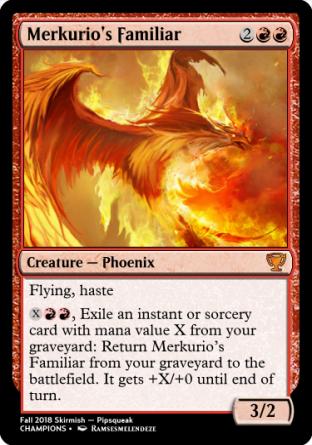 Merkurio's Familiar 2
Creature — Phoenix
Flying, haste
X, Exile an instant or sorcery
card with mana value X from your
graveyard: Return Merkurio's
Familiar from your graveyard to the
battlefield. It gets +X/+0 until end of
turn.
3/2
Fall 2018 Skirmish — Pipsqueak
CHAMPIONS • RAMSESMELENDEZE